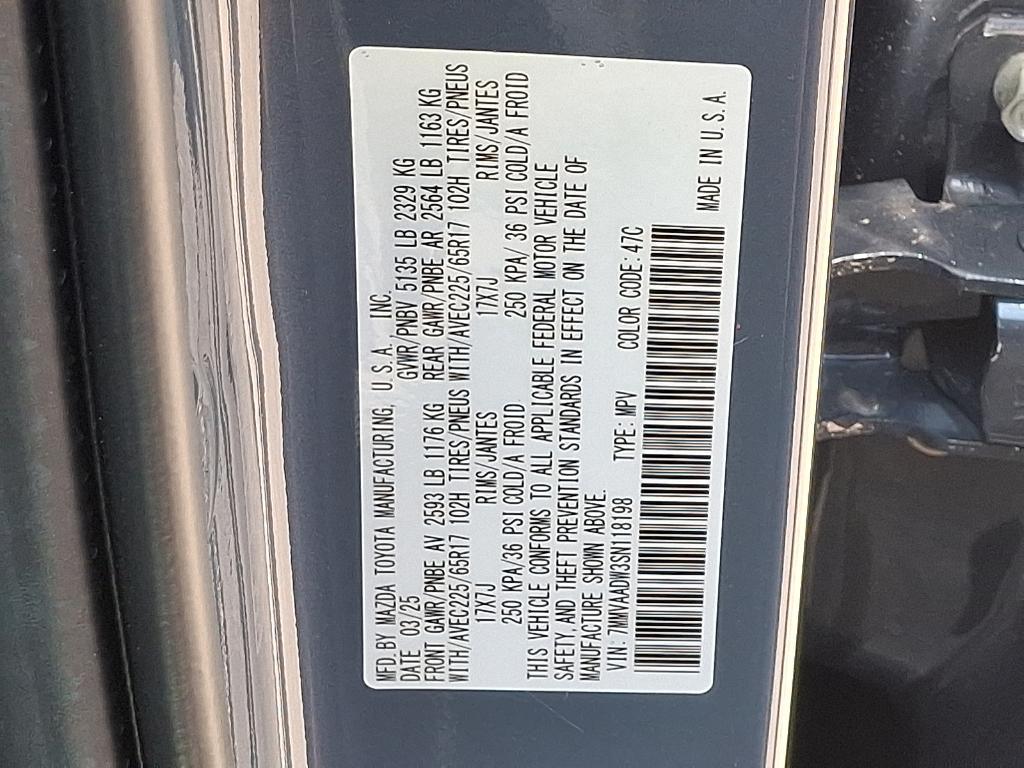 MFD.BY MAZDA TOYOTA MANUFACTURING, U.S.A., INC.
DATE 03/25 GVWR/PNBV 5135 LB 2329 KG
FRONT GAWR/PNBE AV 2593 LB 1176 KG REAR GAWR/PNBE AR 2564 LB 1163 KG
WITH/AVEC225/65R17 102H TIRES/PNEUS WITH/AVEC225/65R17 102H TIRES/PNEUS
17X7J RIMS/JANTES 17X7J RIMS/JANTES
250 KPA/36 PSI COLD/A FROID 250 KPA/ 36 PSI COLD/A FROID
THIS VEHICLE CONFORMS TO ALL APPLICABLE FEDERAL MOTOR VEHICLE
SAFETY AND THEFT PREVENTION STANDARDS IN EFFECT ON THE DATE OF
MANUFACTURE SHOWN ABOVE.
VIN: 7MMVAADW3SN118198 TYPE: MPV COLOR CODE: 47C
MADE IN U.S.A.